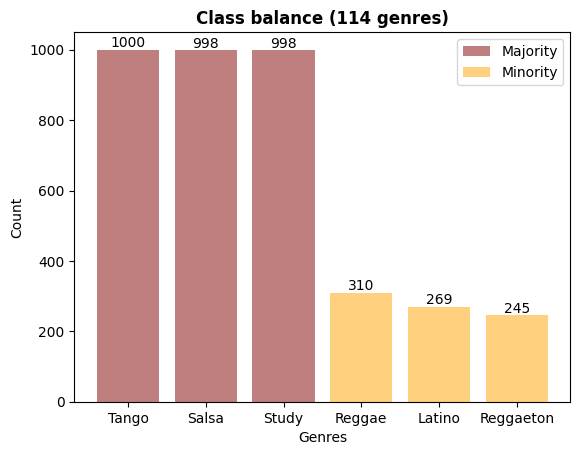 Class balance (114 genres)
Majority
Minority
1000
998
998
310
269
245
Count
1000
800
600
400
200
0
Tango
Salsa
Study
Reggae
Latino
Reggaeton
Genres